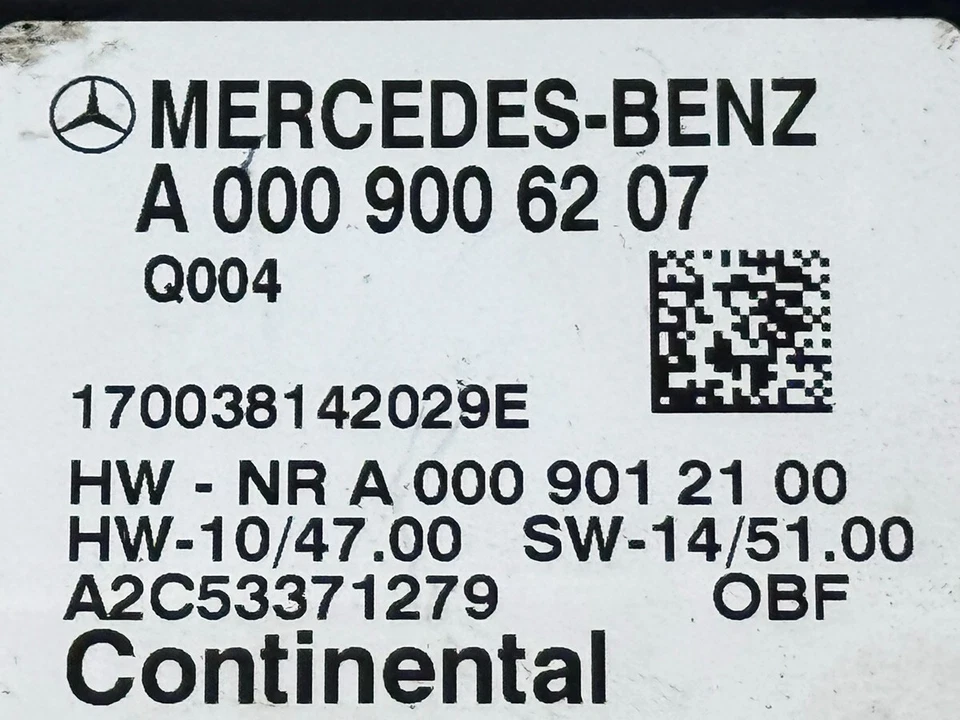 MERCEDES-BENZ
A 000 900 62 07
Q004
170038142029E
HW - NR A 000 901 21 00
HW-10/47.00 SW-14/51.00
A2C53371279 OBF
Continental